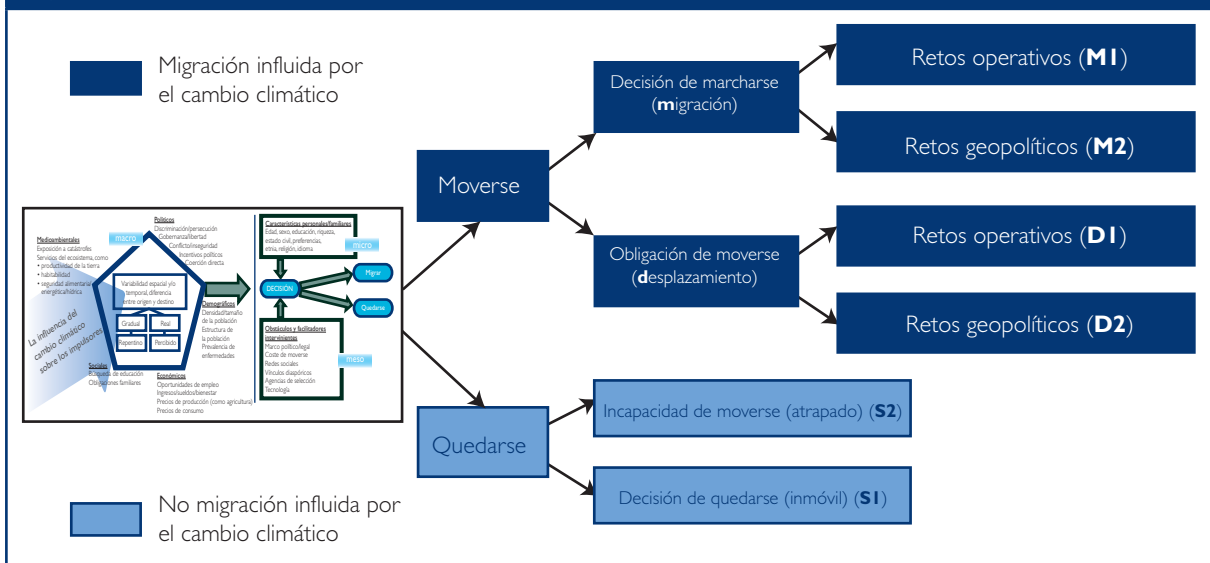 Migración influida por
el cambio climático
Medioambientales
Exposición a catástrofes
Servicios del ecosistema, como
• productividad de la tierra
• habitabilidad
• seguridad alimentaria/
energética/hídrica
macro
Políticos
Discriminación/persecución
Gobernanza/libertad
Conflicto/inseguridad
Incentivos políticos
Coerción directa
Variabilidad espacial y/o
temporal, diferencia
entre origen y destino
Gradual
Real
Repentino
Percibido
La influencia del
cambio climático
sobre los impulsores
Demográficos
Densidad/tamaño
de la población
Estructura de
la población
Prevalencia de
enfermedades
Sociales
Búsqueda de educación
Obligaciones familiares
Económicos
Oportunidades de empleo
Ingresos/sueldos/bienestar
Precios de producción (como agricultura)
Precios de consumo
Características personales/familiares
Edad, sexo, educación, riqueza,
estado civil, preferencias,
etnia, religión, idioma
micro
DECISIÓN
Migrar
Quedarse
Obstáculos y facilitadores
intervinientes
Marco político/legal
Coste de moverse
Redes sociales
Vínculos diaspóricos
Agencias de selección
Tecnología
meso
Moverse
Decisión de marcharse
(migración)
Retos operativos (M1)
Retos geopolíticos (M2)
Obligación de moverse
(desplazamiento)
Retos operativos (D1)
Retos geopolíticos (D2)
Quedarse
Incapacidad de moverse (atrapado) (S2)
Decisión de quedarse (inmóvil) (S1)
No migración influida por
el cambio climático